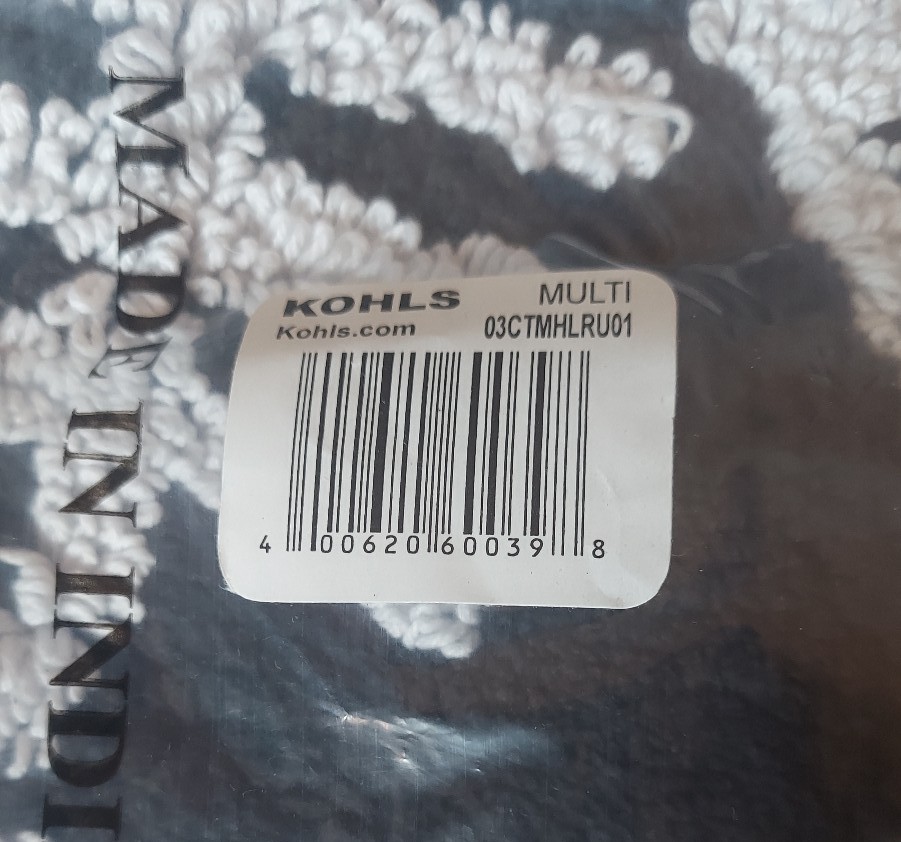 MADE IN INDI
KOHLS MULTI
Kohls.com 03CTMHLRU01
4 00620 60039 8